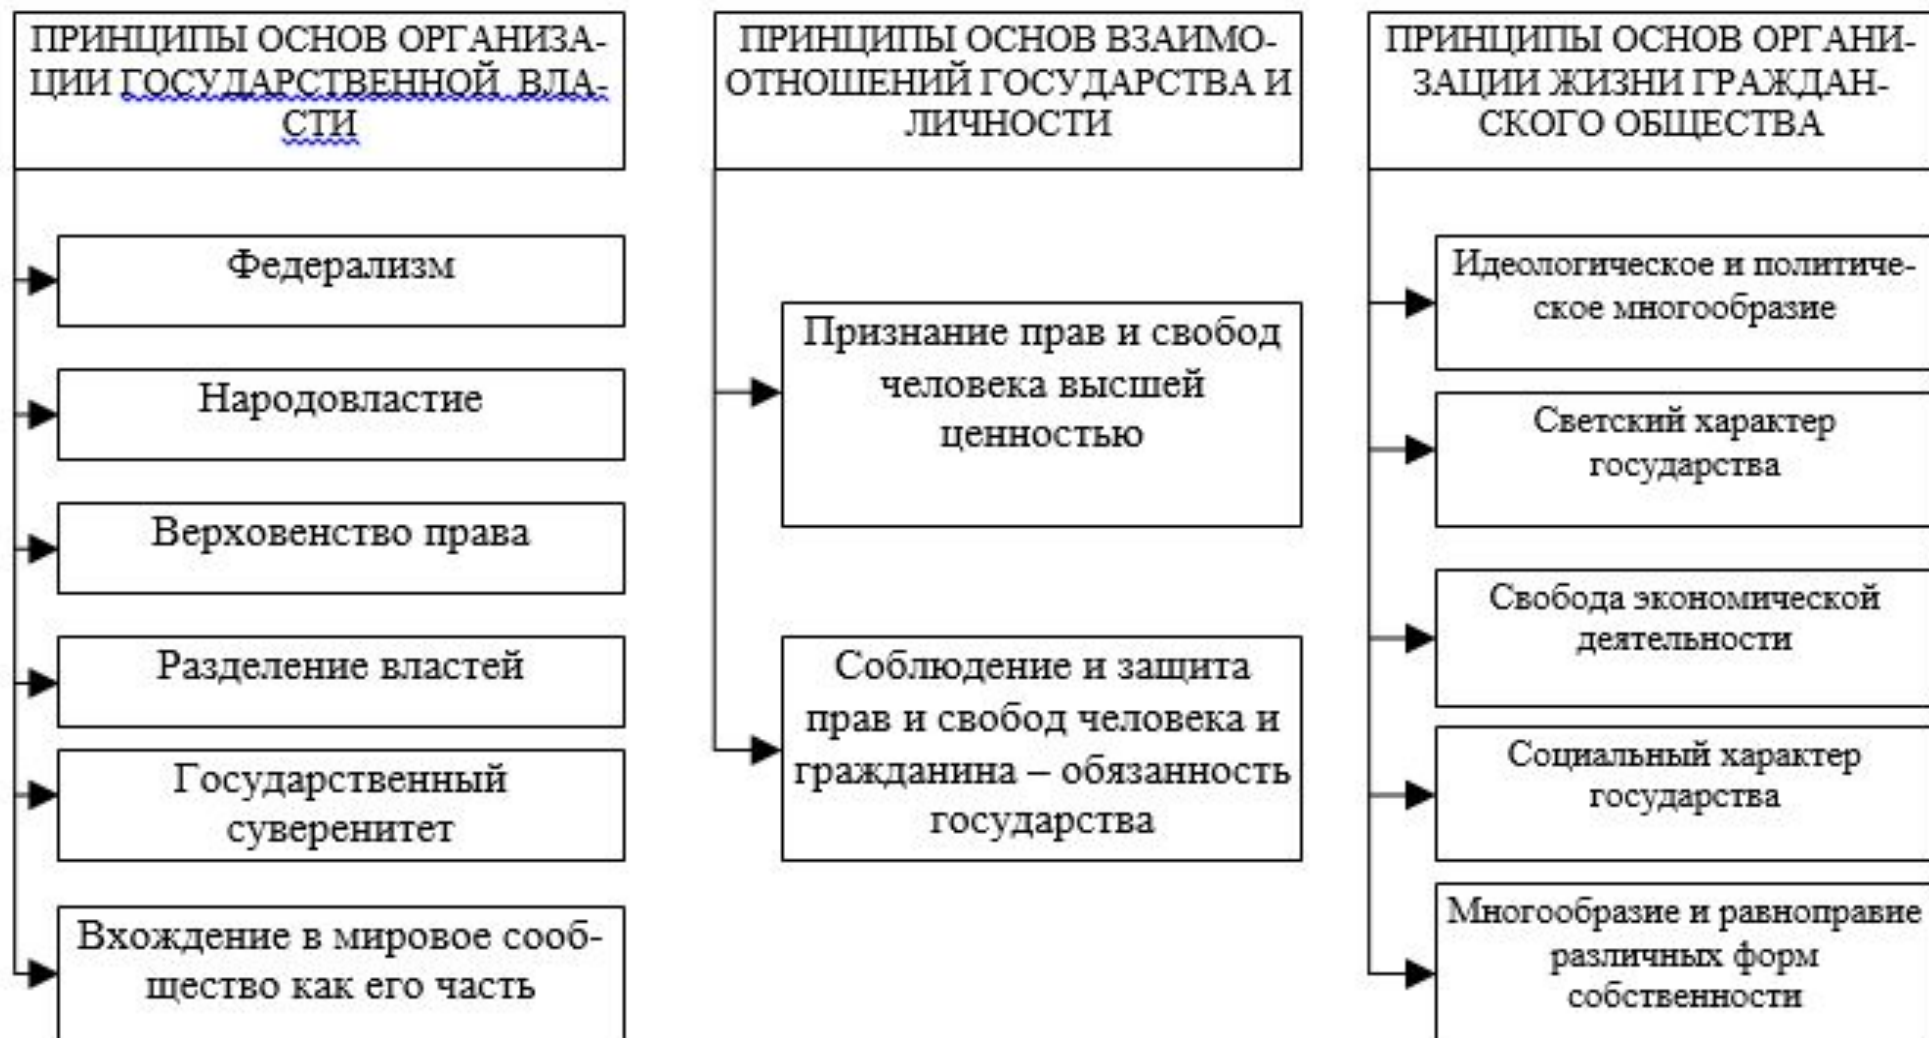 ПРИНЦИПЫ ОСНОВ ОРГАНИЗА-
ЦИИ ГОСУДАРСТВЕННОЙ ВЛА-
СТИ
Федерализм
Народовластие
Верховенство права
Разделение властей
Государственный
суверенитет
Вхождение в мировое сооб-
щество как его часть
ПРИНЦИПЫ ОСНОВ ВЗАИМО-
ОТНОШЕНИЙ ГОСУДАРСТВА И
ЛИЧНОСТИ
Признание прав и свобод
человека высшей
ценностью
Соблюдение и защита
прав и свобод человека и
гражданина – обязанность
государства
ПРИНЦИПЫ ОСНОВ ОРГАНИ-
ЗАЦИИ ЖИЗНИ ГРАЖДАН-
СКОГО ОБЩЕСТВА
Идеологическое и политиче-
ское многообразие
Светский характер
государства
Свобода экономической
деятельности
Социальный характер
государства
Многообразие и равноправие
различных форм
собственности